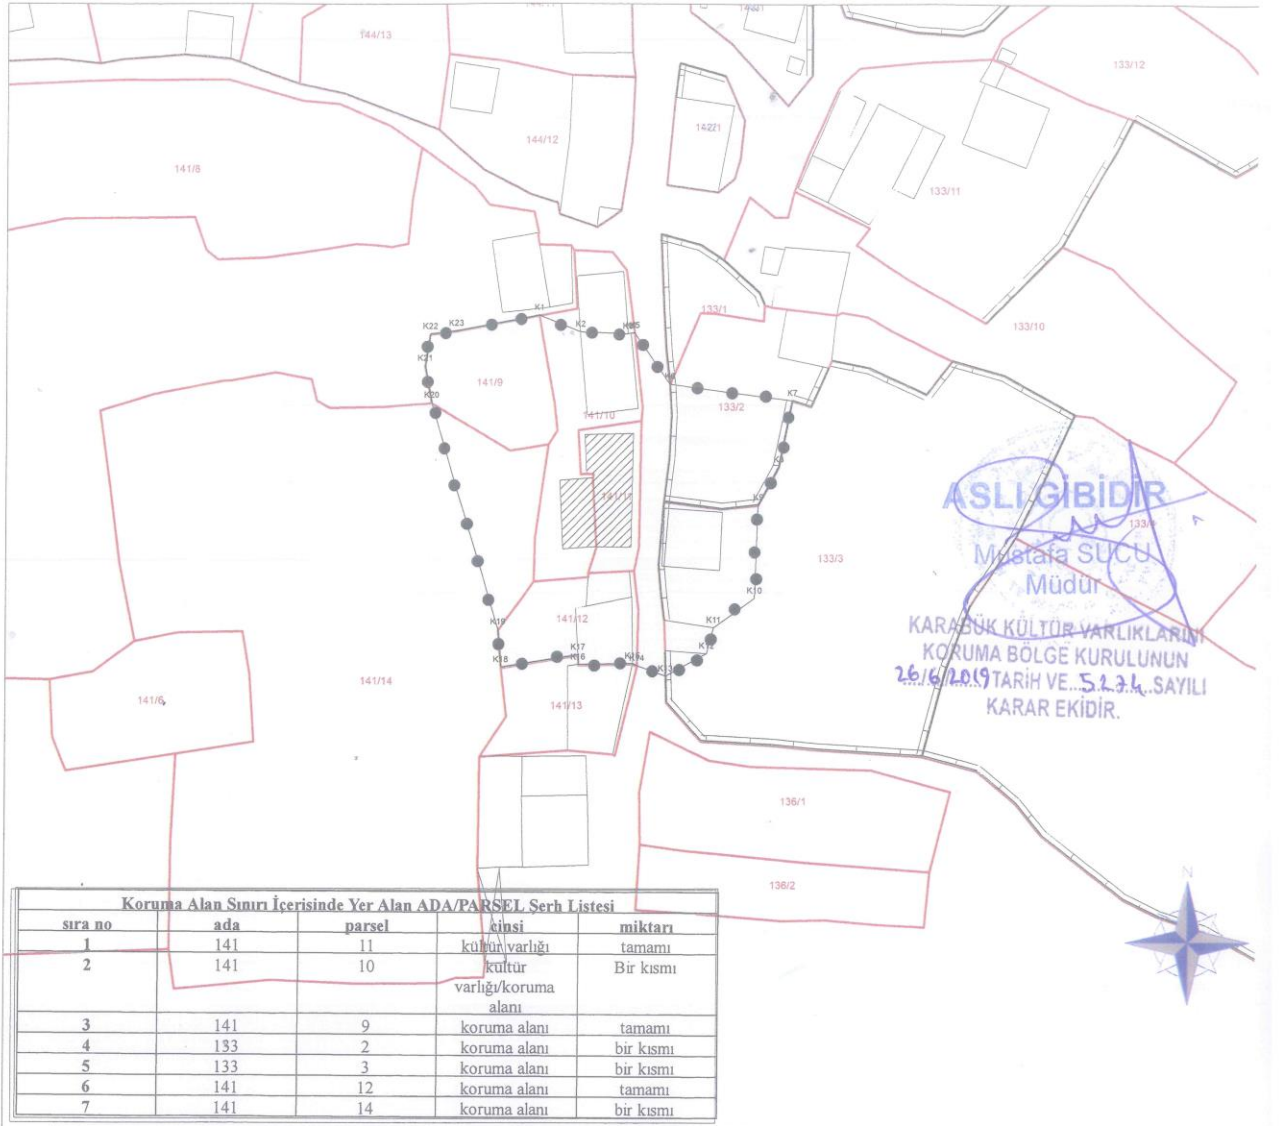 144/13
133/12
144/12
142/1
141/8
133/11
133/1
133/10
K1
K2
K5
K22
K23
K21
K20
K6
K7
141/9
133/2
141/10
K8
K9
141/11
133/3
ASLI GİBİDİR
Mustafa SUCU
Müdür
KARABÜK KÜLTÜR VARLIKLARINI
KORUMA BÖLGE KURULUNUN
26/6/2019 TARİH VE 5274 SAYILI
KARAR EKİDİR.
K10
K11
K12
K19
141/12
K17
K18
K16
K14
K13
141/14
141/6
141/13
136/1
136/2
N
Koruma Alan Sınırı İçerisinde Yer Alan ADA/PARSEL Şerh Listesi
sıra no ada parsel cinsi miktarı
1 141 11 kültür varlığı tamamı
2 141 10 kültür Bir kısmı
varlığı/koruma
alanı
3 141 9 koruma alanı tamamı
4 133 2 koruma alanı bir kısmı
5 133 3 koruma alanı bir kısmı
6 141 12 koruma alanı tamamı
7 141 14 koruma alanı bir kısmı